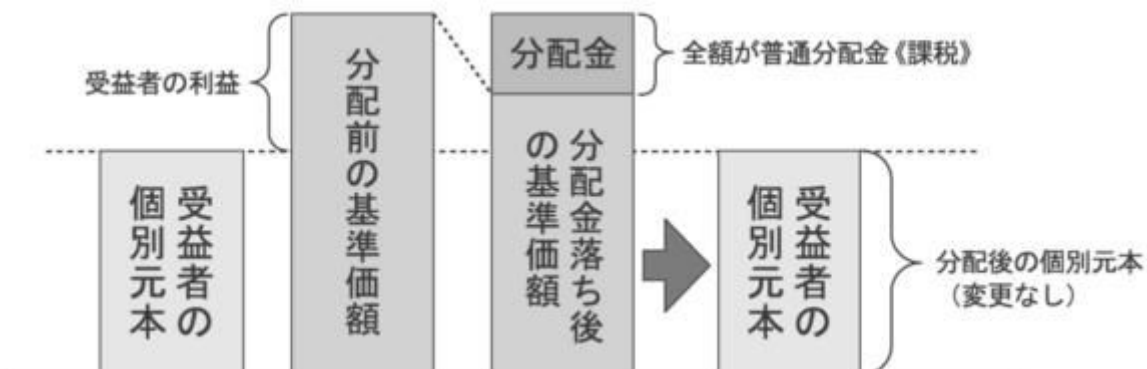 受益者の利益
受益者の
個別元本
分配前の基準価額
分配金
全額が普通分配金《課税》
分配金落ち後
の基準価額
受益者の
個別元本
分配後の個別元本
（変更なし）